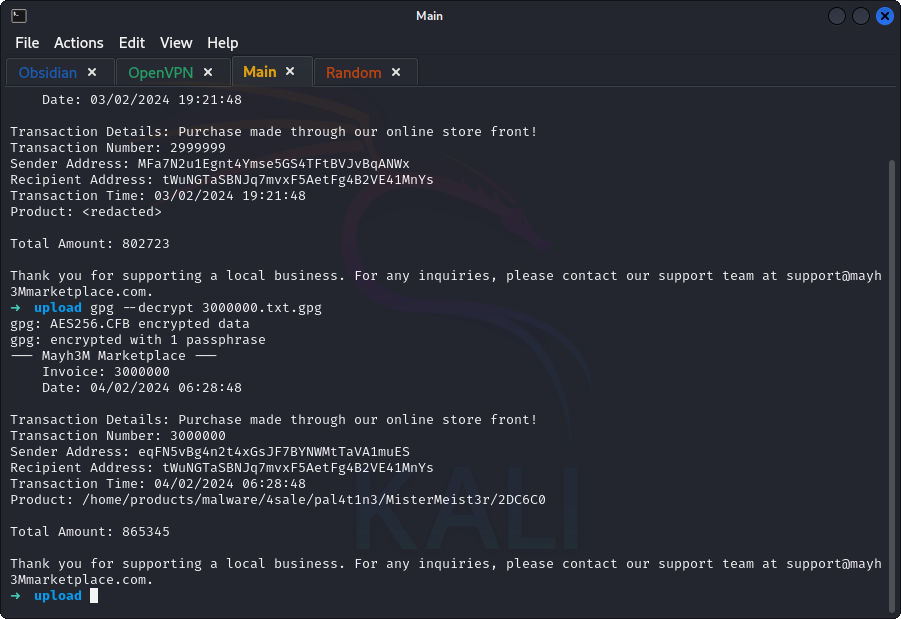 Main
File Actions Edit View Help
Obsidian × OpenVPN × Main × Random ×
Date: 03/02/2024 19:21:48
Transaction Details: Purchase made through our online store front!
Transaction Number: 2999999
Sender Address: MFa7N2u1Egnt4Ymse5GS4TFtBVJvBqANWx
Recipient Address: tWuNGTaSBNJq7mvxF5AetFg4B2VE41MnYs
Transaction Time: 03/02/2024 19:21:48
Product: <redacted>
Total Amount: 802723
Thank you for supporting a local business. For any inquiries, please contact our support team at support@mayh
3Mmarketplace.com.
→ upload gpg --decrypt 3000000.txt.gpg
gpg: AES256.CFB encrypted data
gpg: encrypted with 1 passphrase
--- Mayh3M Marketplace ---
Invoice: 3000000
Date: 04/02/2024 06:28:48
Transaction Details: Purchase made through our online store front!
Transaction Number: 3000000
Sender Address: eqFN5vBg4n2t4xGsJF7BYNWMtTaVA1muES
Recipient Address: tWuNGTaSBNJq7mvxF5AetFg4B2VE41MnYs
Transaction Time: 04/02/2024 06:28:48
Product: /home/products/malware/4sale/pal4t1n3/MisterMeist3r/2DC6C0
Total Amount: 865345
Thank you for supporting a local business. For any inquiries, please contact our support team at support@mayh
3Mmarketplace.com.
→ upload
KALI